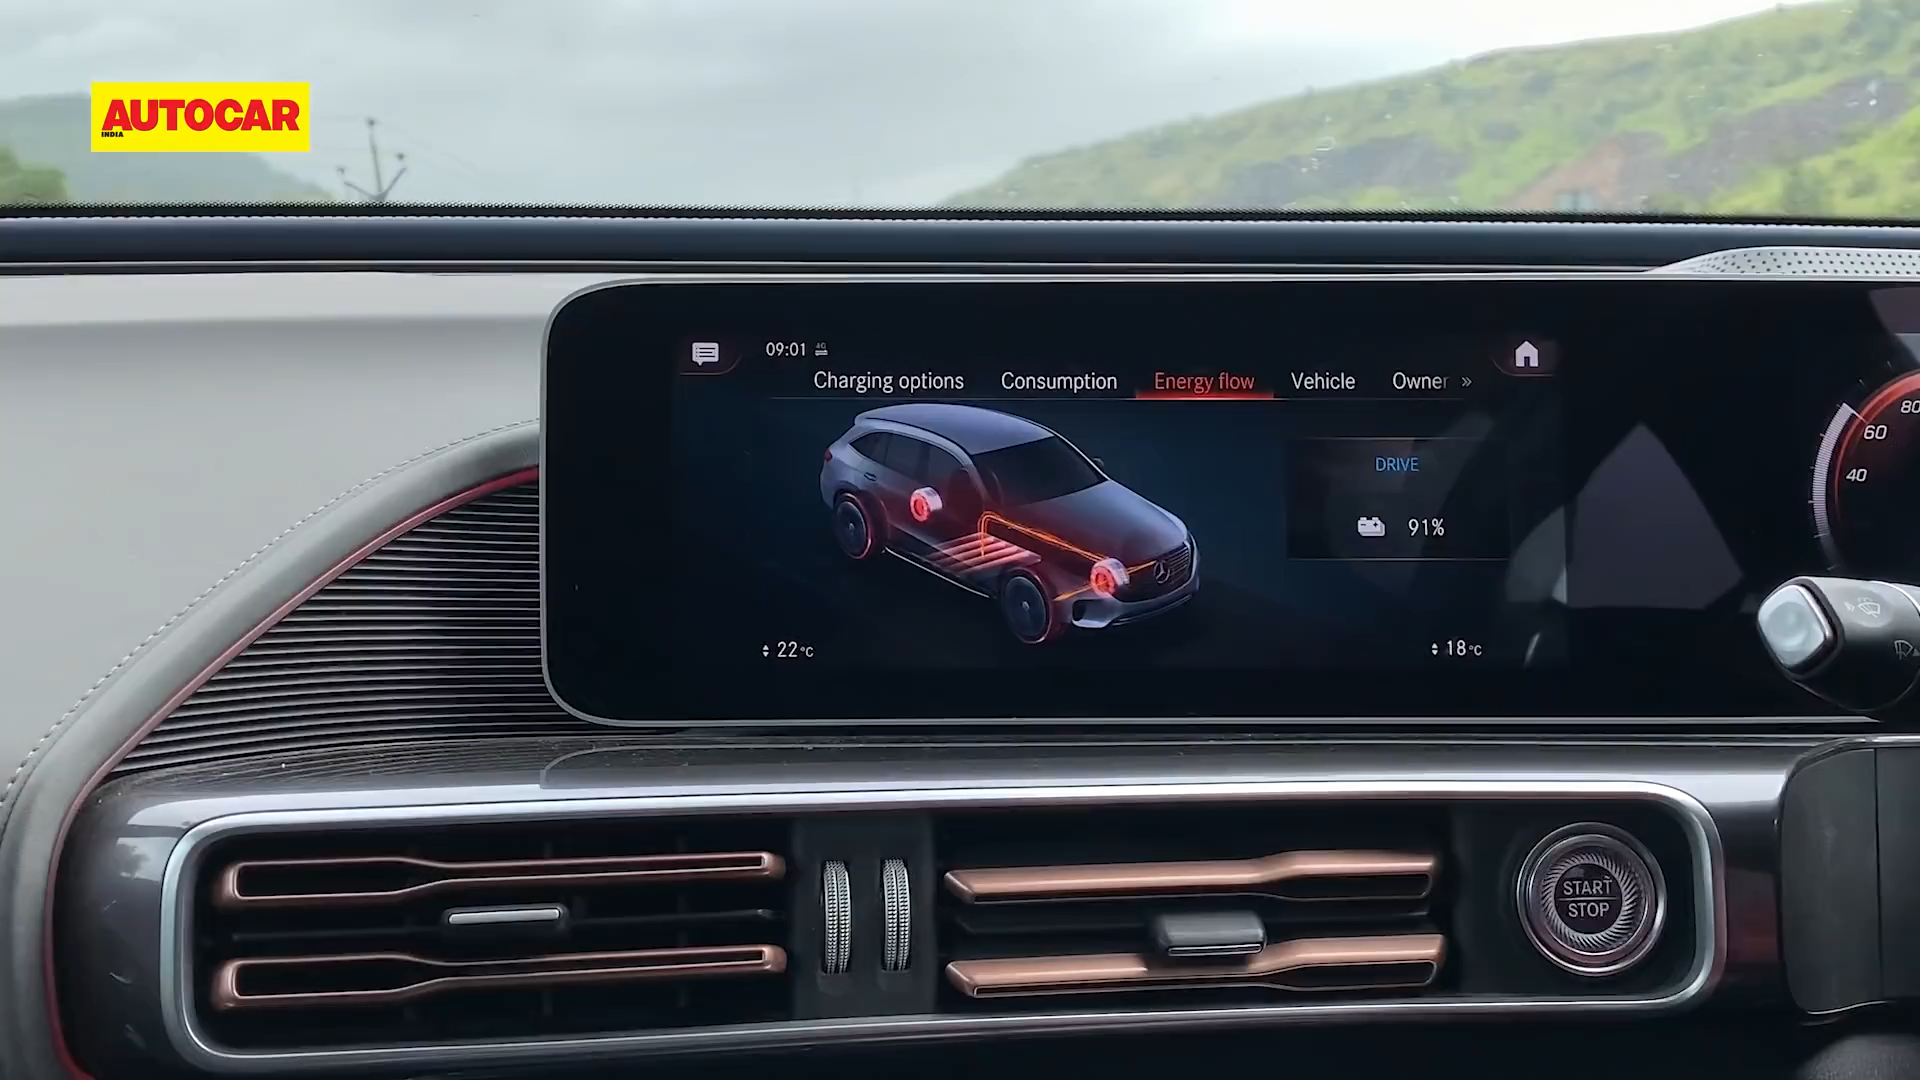 AUTOCAR
INDIA
09:01 4G
Charging options Consumption Energy flow Vehicle Owner »
DRIVE
91%
22°C
18°C
80
60
40
START
STOP